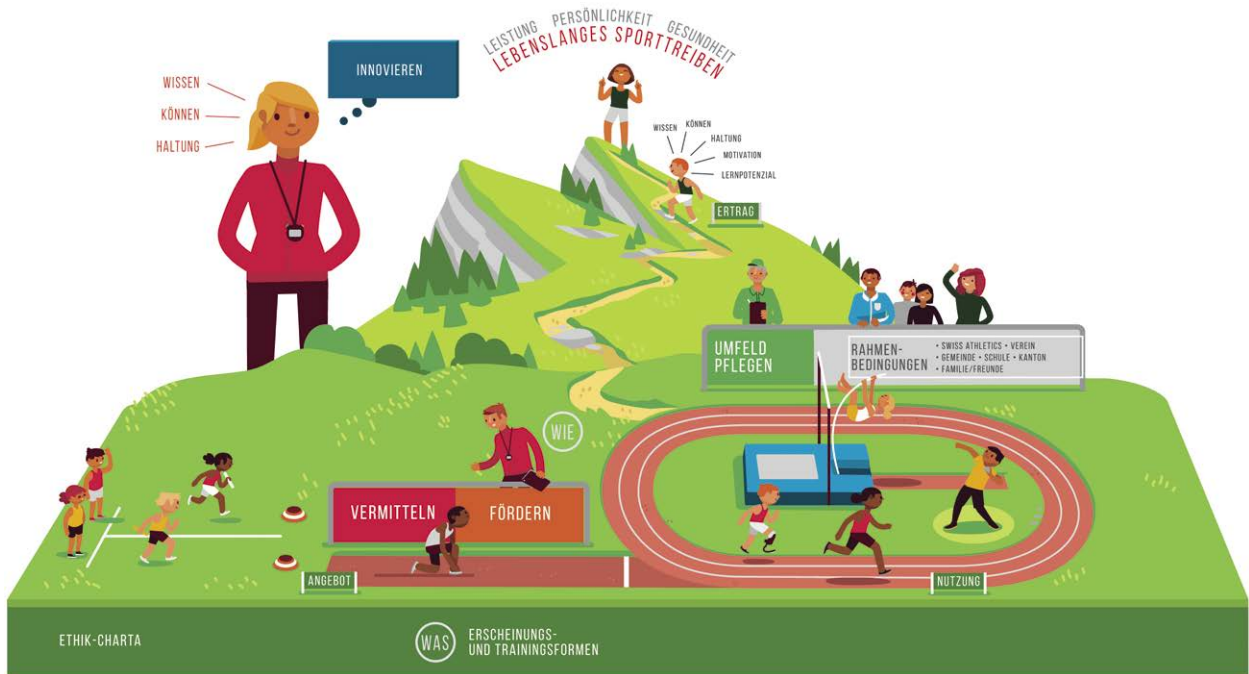 LEISTUNG PERSÖNLICHKEIT GESUNDHEIT
LEBENSLANGES SPORTTREIBEN
INNOVIEREN
WISSEN
KÖNNEN
HALTUNG
WISSEN
KÖNNEN
HALTUNG
MOTIVATION
LERNPOTENZIAL
ERTRAG
UMFELD
PFLEGEN
RAHMEN-
BEDINGUNGEN
• SWISS ATHLETICS • VEREIN
• GEMEINDE • SCHULE • KANTON
• FAMILIE/FREUNDE
WIE
VERMITTELN
FÖRDERN
ANGEBOT
NUTZUNG
ETHIK-CHARTA
WAS
ERSCHEINUNGS-
UND TRAININGSFORMEN